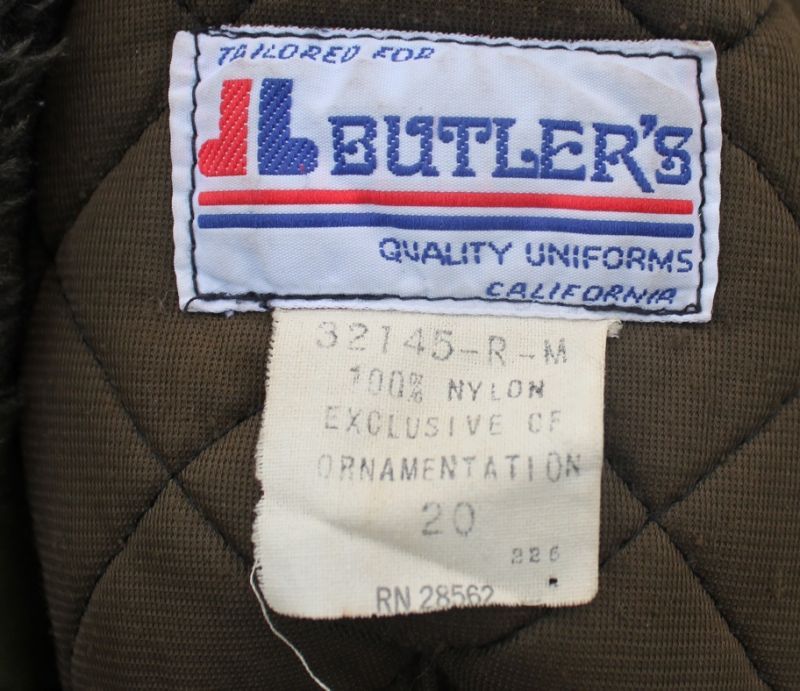 TAILORED FOR
BUTLER'S
QUALITY UNIFORMS
CALIFORNIA
32145-R-M
100% NYLON
EXCLUSIVE OF
ORNAMENTATION
20
226
RN 28562